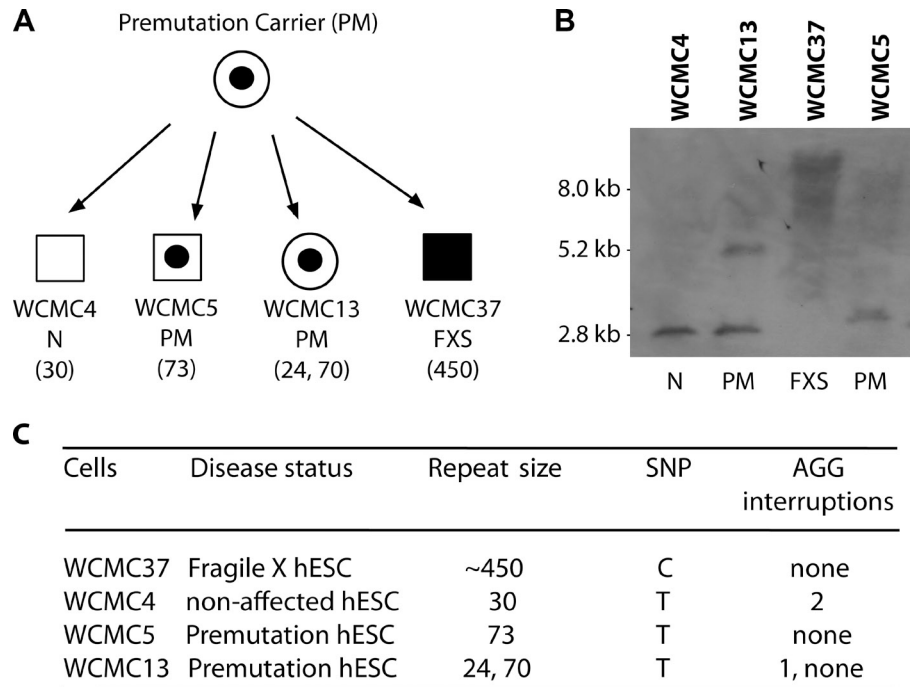 A
Premutation Carrier (PM)
WCMC4 WCMC5 WCMC13 WCMC37
N PM PM FXS
(30) (73) (24, 70) (450)
B
WCMC4 WCMC13 WCMC37 WCMC5
8.0 kb
5.2 kb
2.8 kb
N PM FXS PM
C
Cells Disease status Repeat size SNP AGG
interruptions
WCMC37 Fragile X hESC ~450 C none
WCMC4 non-affected hESC 30 T 2
WCMC5 Premutation hESC 73 T none
WCMC13 Premutation hESC 24, 70 T 1, none